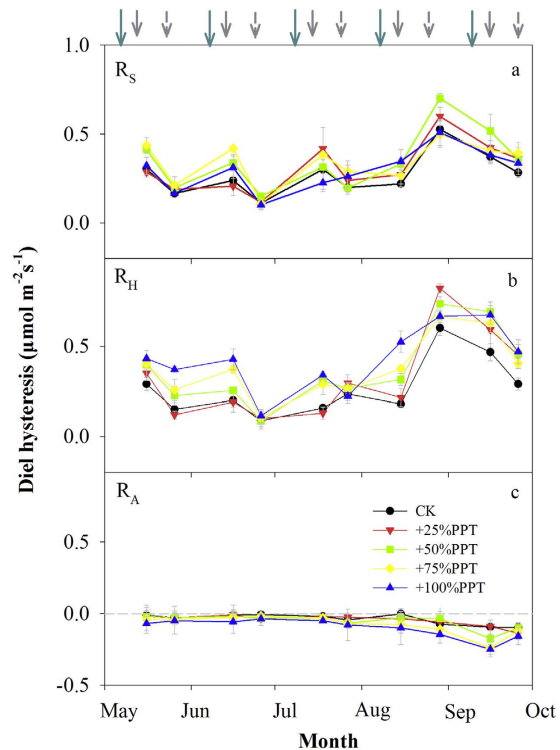 1.0
R_S
a
0.5
0.0
R_H
b
0.5
0.0
Diel hysteresis (μmol m⁻²s⁻¹)
R_A
c
CK
+25%PPT
+50%PPT
+75%PPT
+100%PPT
0.5
0.0
-0.5
May Jun Jul Aug Sep Oct
Month